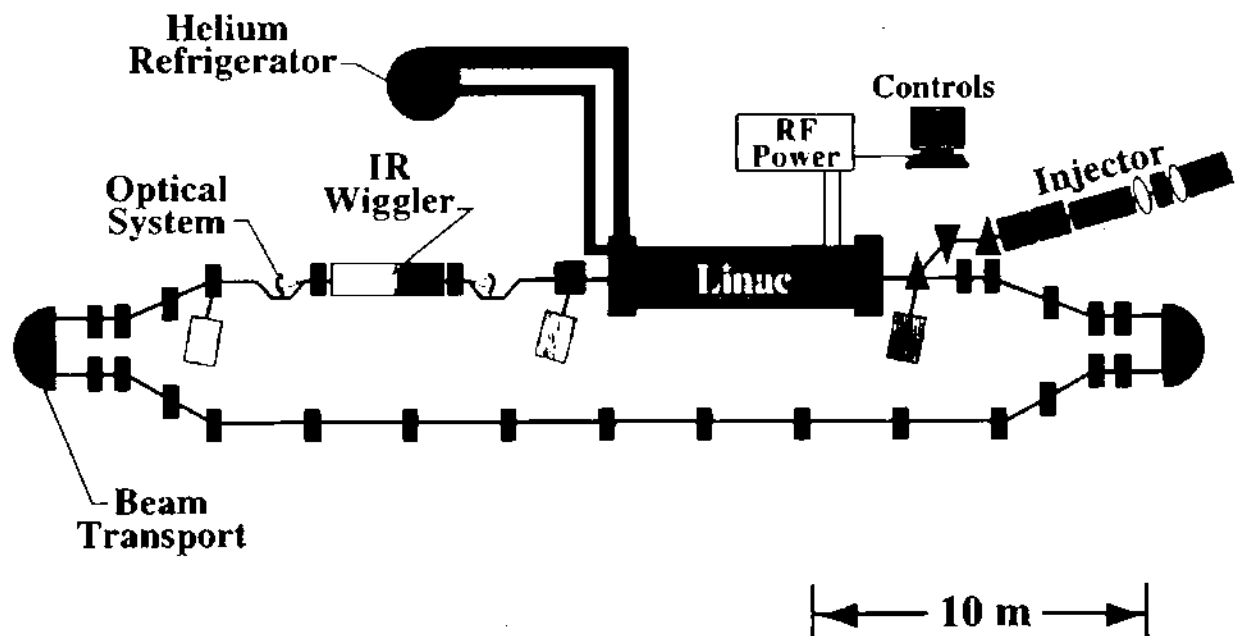 Helium
Refrigerator
Controls
RF
Power
Injector
Optical
System
IR
Wiggler
Linac
Beam
Transport
10 m